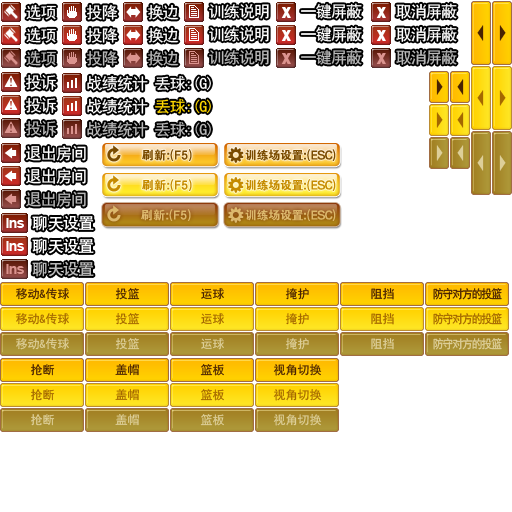 选项 投降 换边 训练说明 X 一键屏蔽 X 取消屏蔽
选项 投降 换边 训练说明 X 一键屏蔽 X 取消屏蔽
选项 投降 换边 训练说明 X 一键屏蔽 X 取消屏蔽
投诉 战绩统计 丢球:(G)
投诉 战绩统计 丢球:(G)
投诉 战绩统计 丢球:(G)
退出房间 刷新:(F5) 训练场设置:(ESC)
退出房间 刷新:(F5) 训练场设置:(ESC)
退出房间 刷新:(F5) 训练场设置:(ESC)
Ins 聊天设置
Ins 聊天设置
Ins 聊天设置
移动&传球 投篮 运球 掩护 阻挡 防守对方的投篮
移动&传球 投篮 运球 掩护 阻挡 防守对方的投篮
移动&传球 投篮 运球 掩护 阻挡 防守对方的投篮
抢断 盖帽 篮板 视角切换
抢断 盖帽 篮板 视角切换
抢断 盖帽 篮板 视角切换